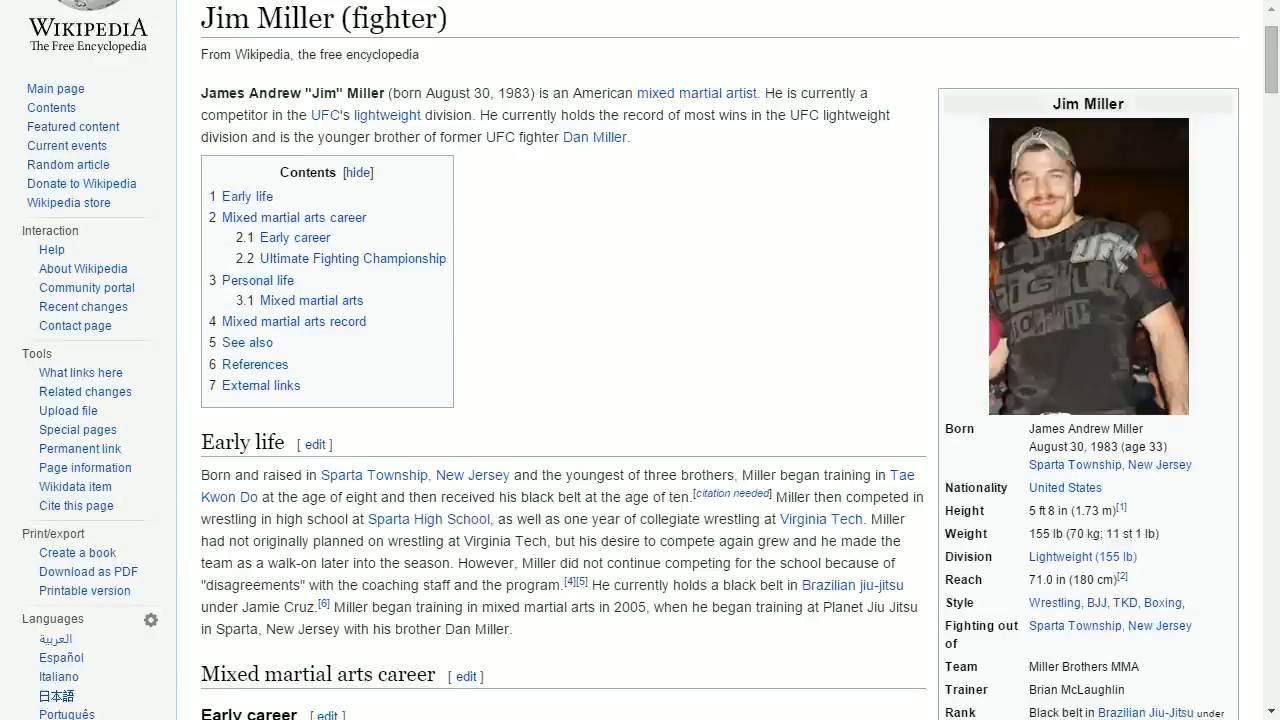 WIKIPEDIA
The Free Encyclopedia
Main page
Contents
Featured content
Current events
Random article
Donate to Wikipedia
Wikipedia store
Interaction
Help
About Wikipedia
Community portal
Recent changes
Contact page
Tools
What links here
Related changes
Upload file
Special pages
Permanent link
Page information
Wikidata item
Cite this page
Print/export
Create a book
Download as PDF
Printable version
Languages
العربية
Español
Italiano
日本語
Português
Jim Miller (fighter)
From Wikipedia, the free encyclopedia
James Andrew "Jim" Miller (born August 30, 1983) is an American mixed martial artist. He is currently a
competitor in the UFC's lightweight division. He currently holds the record of most wins in the UFC lightweight
division and is the younger brother of former UFC fighter Dan Miller.
Contents [hide]
1 Early life
2 Mixed martial arts career
2.1 Early career
2.2 Ultimate Fighting Championship
3 Personal life
3.1 Mixed martial arts
4 Mixed martial arts record
5 See also
6 References
7 External links
Early life [ edit ]
Born and raised in Sparta Township, New Jersey and the youngest of three brothers, Miller began training in Tae
Kwon Do at the age of eight and then received his black belt at the age of ten.[citation needed] Miller then competed in
wrestling in high school at Sparta High School, as well as one year of collegiate wrestling at Virginia Tech. Miller
had not originally planned on wrestling at Virginia Tech, but his desire to compete again grew and he made the
team as a walk-on later into the season. However, Miller did not continue competing for the school because of
"disagreements" with the coaching staff and the program.[4][5] He currently holds a black belt in Brazilian jiu-jitsu
under Jamie Cruz.[6] Miller began training in mixed martial arts in 2005, when he began training at Planet Jiu Jitsu
in Sparta, New Jersey with his brother Dan Miller.
Mixed martial arts career [ edit ]
Early career [ edit ]
Jim Miller
UFC
Born James Andrew Miller
August 30, 1983 (age 33)
Sparta Township, New Jersey
Nationality United States
Height 5 ft 8 in (1.73 m)[1]
Weight 155 lb (70 kg; 11 st 1 lb)
Division Lightweight (155 lb)
Reach 71.0 in (180 cm)[2]
Style Wrestling, BJJ, TKD, Boxing,
Fighting out of Sparta Township, New Jersey
Team Miller Brothers MMA
Trainer Brian McLaughlin
Rank Black belt in Brazilian Jiu-Jitsu under